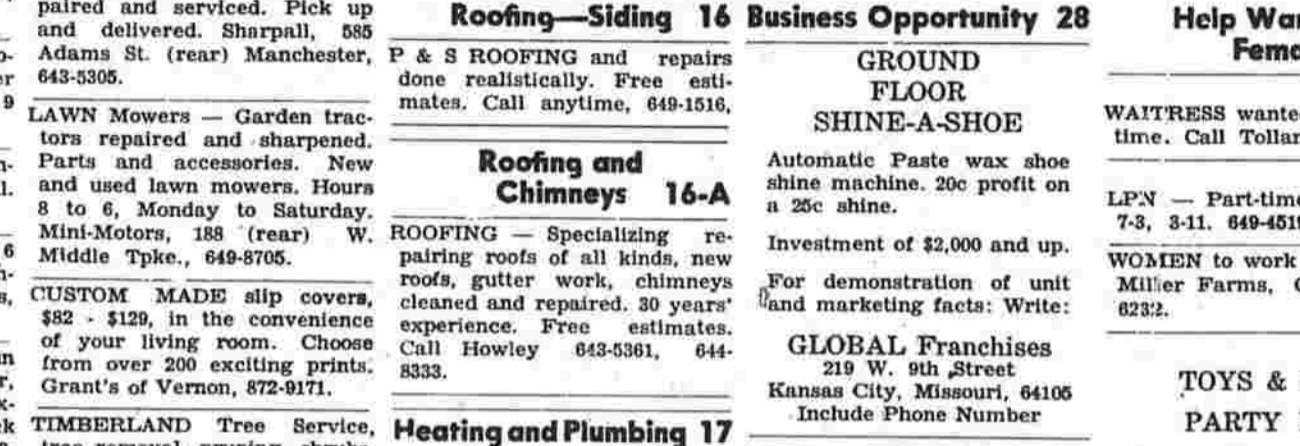 paired and serviced. Pick up
and delivered. Sharpall, 585
Adams St. (rear) Manchester,
643-5305.
LAWN Mowers — Garden trac-
tors repaired and sharpened.
Parts and accessories. New
and used lawn mowers. Hours
8 to 6, Monday to Saturday.
Mini-Motors, 188 (rear) W.
Middle Tpke., 649-8705.
CUSTOM MADE slip covers,
$82 - $129, in the convenience
of your living room. Choose
from over 200 exciting prints.
Grant's of Vernon, 872-9171.
TIMBERLAND Tree Service,
Roofing—Siding 16
P & S ROOFING and repairs
done realistically. Free esti-
mates. Call anytime, 649-1516,
Roofing and
Chimneys 16-A
ROOFING — Specializing re-
pairing roofs of all kinds, new
roofs, gutter work, chimneys
cleaned and repaired. 30 years'
experience. Free estimates.
Call Howley 643-5361, 644-
8333.
Heating and Plumbing 17
Business Opportunity 28
GROUND
FLOOR
SHINE-A-SHOE
Automatic Paste wax shoe
shine machine. 20c profit on
a 25c shine.
Investment of $2,000 and up.
For demonstration of unit
and marketing facts: Write:
GLOBAL Franchises
219 W. 9th Street
Kansas City, Missouri, 64105
Include Phone Number
Help
WAITRESS
time. Call
LPN — Part-time
7-3, 3-11.
WOMEN to work
Farms,
TOYS &
PARTY